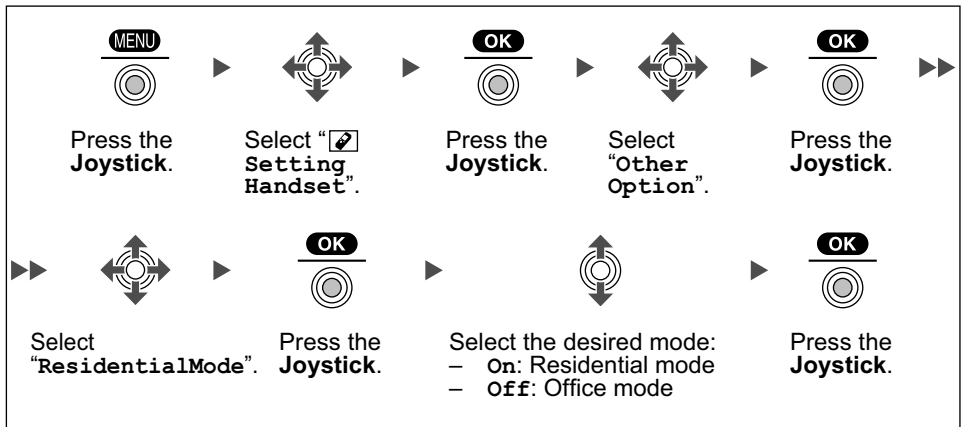 MENU
OK
OK
Press the
Joystick.
Select “
Setting
Handset”.
Press the
Joystick.
Select
“Other
Option”.
Press the
Joystick.
OK
OK
Select
“ResidentialMode”.
Press the
Joystick.
Select the desired mode:
– On: Residential mode
– Off: Office mode
Press the
Joystick.